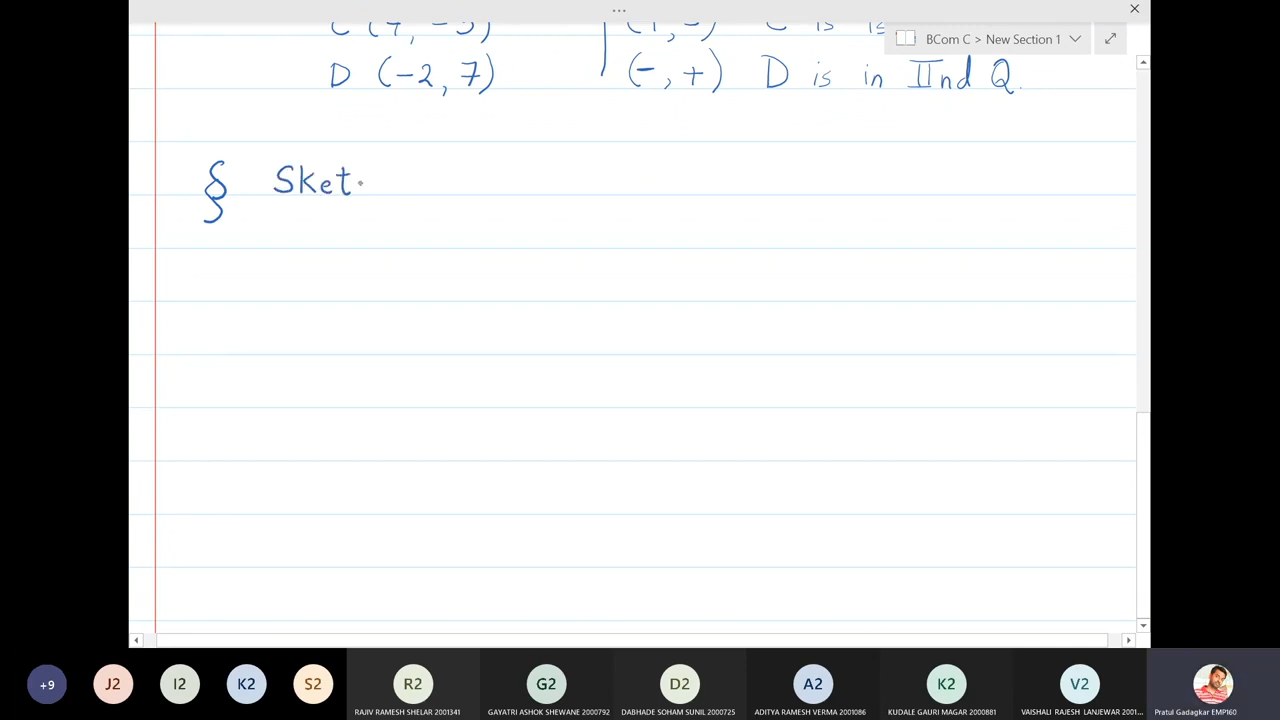 BCom C > New Section 1
D (-2, 7) (-, +) D is in IInd Q.
§ Sket
+9 J2 I2 K2 S2 R2 G2 D2 A2 K2 V2
RAJIV RAMESH SHELAR 2001341 GAYATRI ASHOK SHEWANE 2000792 DABHADE SOHAM SUNIL 2000725 ADITYA RAMESH VERMA 2001086 KUDALE GAURI MAGAR 2000881 VAISHALI RAJESH LANJEWAR 2001... Pratul Gadagkar EMP160